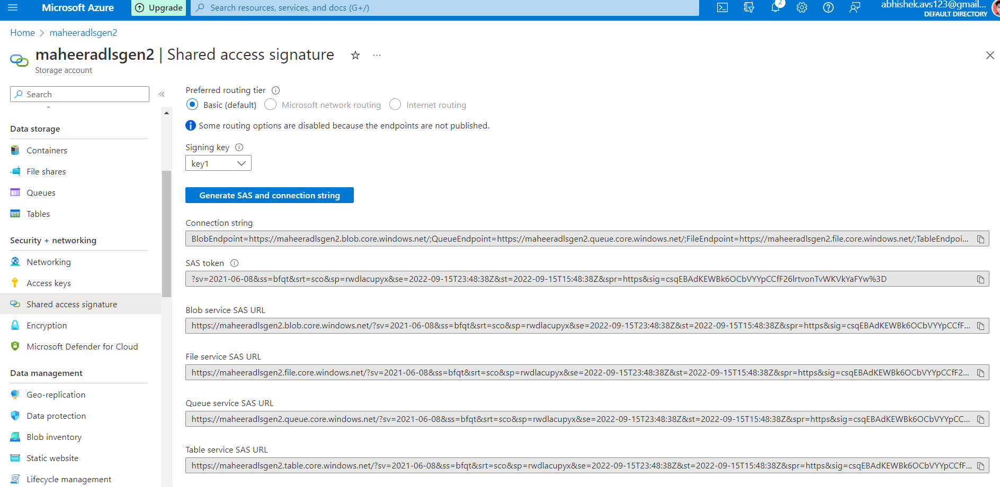 Microsoft Azure
Upgrade
Search resources, services, and docs (G+/)
2
abhishek.avs123@gmail...
DEFAULT DIRECTORY
Home > maheeradlsgen2
maheeradlsgen2 | Shared access signature
...
Storage account
Search
Data storage
Containers
File shares
Queues
Tables
Security + networking
Networking
Access keys
Shared access signature
Encryption
Microsoft Defender for Cloud
Data management
Geo-replication
Data protection
Blob inventory
Static website
Lifecycle management
Preferred routing tier
Basic (default)
Microsoft network routing
Internet routing
Some routing options are disabled because the endpoints are not published.
Signing key
key1
Generate SAS and connection string
Connection string
BlobEndpoint=https://maheeradlsgen2.blob.core.windows.net/;QueueEndpoint=https://maheeradlsgen2.queue.core.windows.net/;FileEndpoint=https://maheeradlsgen2.file.core.windows.net/;TableEndpoi...
SAS token
?sv=2021-06-08&ss=bfqt&srt=sco&sp=rwdlacupyx&se=2022-09-15T23:48:38Z&st=2022-09-15T15:48:38Z&spr=https&sig=csqEBAdKEWBk6OCbVYYpCCfF26lrtvonTvWKVkYaFYw%3D
Blob service SAS URL
https://maheeradlsgen2.blob.core.windows.net/?sv=2021-06-08&ss=bfqt&srt=sco&sp=rwdlacupyx&se=2022-09-15T23:48:38Z&st=2022-09-15T15:48:38Z&spr=https&sig=csqEBAdKEWBk6OCbVYYpCCfF...
File service SAS URL
https://maheeradlsgen2.file.core.windows.net/?sv=2021-06-08&ss=bfqt&srt=sco&sp=rwdlacupyx&se=2022-09-15T23:48:38Z&st=2022-09-15T15:48:38Z&spr=https&sig=csqEBAdKEWBk6OCbVYYpCCfF2...
Queue service SAS URL
https://maheeradlsgen2.queue.core.windows.net/?sv=2021-06-08&ss=bfqt&srt=sco&sp=rwdlacupyx&se=2022-09-15T23:48:38Z&st=2022-09-15T15:48:38Z&spr=https&sig=csqEBAdKEWBk6OCbVYYpCC...
Table service SAS URL
https://maheeradlsgen2.table.core.windows.net/?sv=2021-06-08&ss=bfqt&srt=sco&sp=rwdlacupyx&se=2022-09-15T23:48:38Z&st=2022-09-15T15:48:38Z&spr=https&sig=csqEBAdKEWBk6OCbVYYpCCfF...